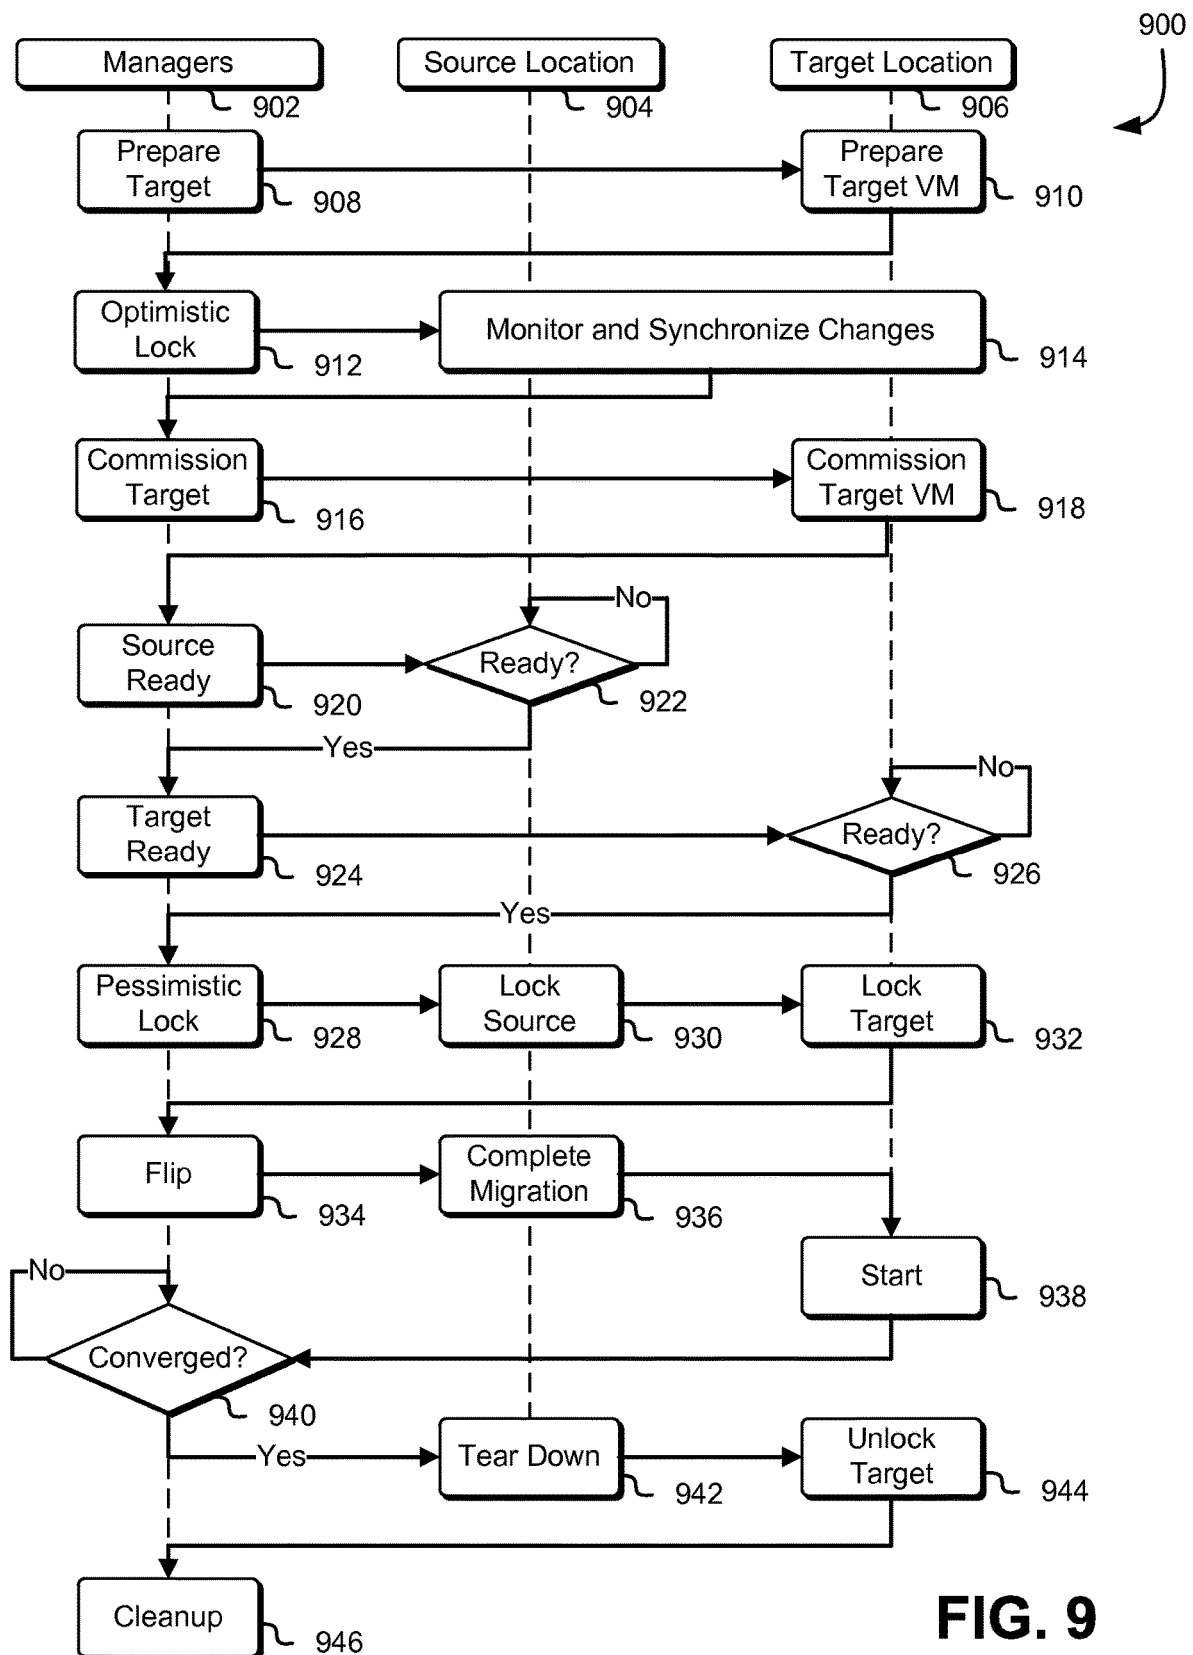 900
Managers
Source Location
Target Location
902
904
906
Prepare
Target
908
Prepare
Target VM
910
Optimistic
Lock
912
Monitor and Synchronize Changes
914
Commission
Target
916
Commission
Target VM
918
No
Source
Ready
920
Ready?
922
Yes
No
Target
Ready
924
Ready?
926
Yes
Pessimistic
Lock
928
Lock
Source
930
Lock
Target
932
Flip
934
Complete
Migration
936
Start
938
No
Converged?
940
Yes
Tear Down
942
Unlock
Target
944
Cleanup
946
FIG. 9